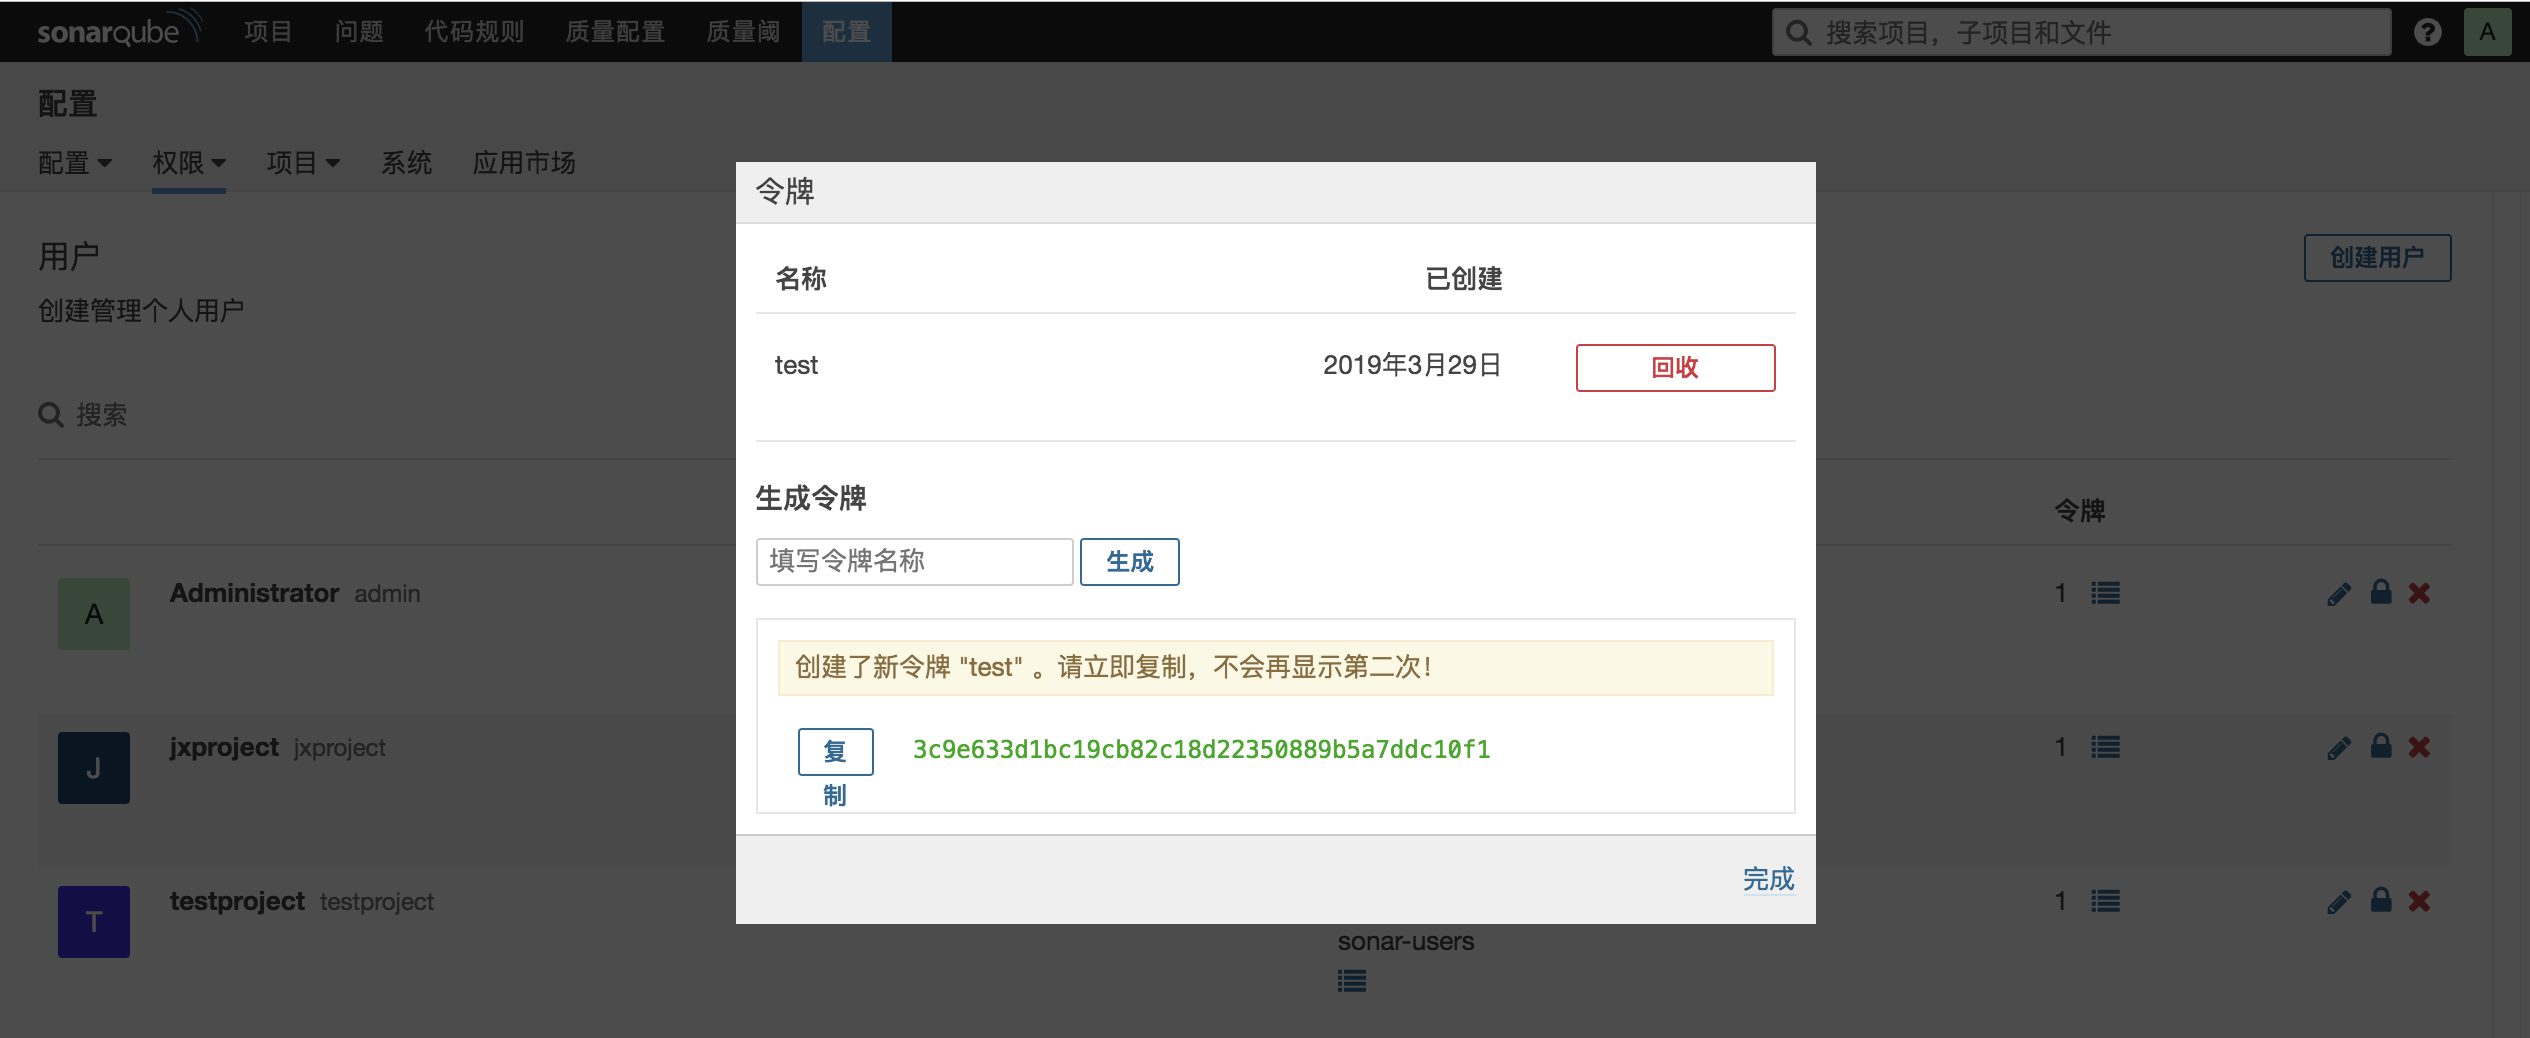 sonarqube 项目 问题 代码规则 质量配置 质量阈 配置 搜索项目，子项目和文件 ? A
配置
配置 权限 项目 系统 应用市场
令牌
用户
创建用户
创建管理个人用户
名称 已创建
test 2019年3月29日 回收
搜索
生成令牌
令牌
填写令牌名称 生成
A Administrator admin 1
创建了新令牌 "test" 。请立即复制，不会再显示第二次！
J jxproject jxproject 1
复制 3c9e633d1bc19cb82c18d22350889b5a7ddc10f1
完成
T testproject testproject 1
sonar-users